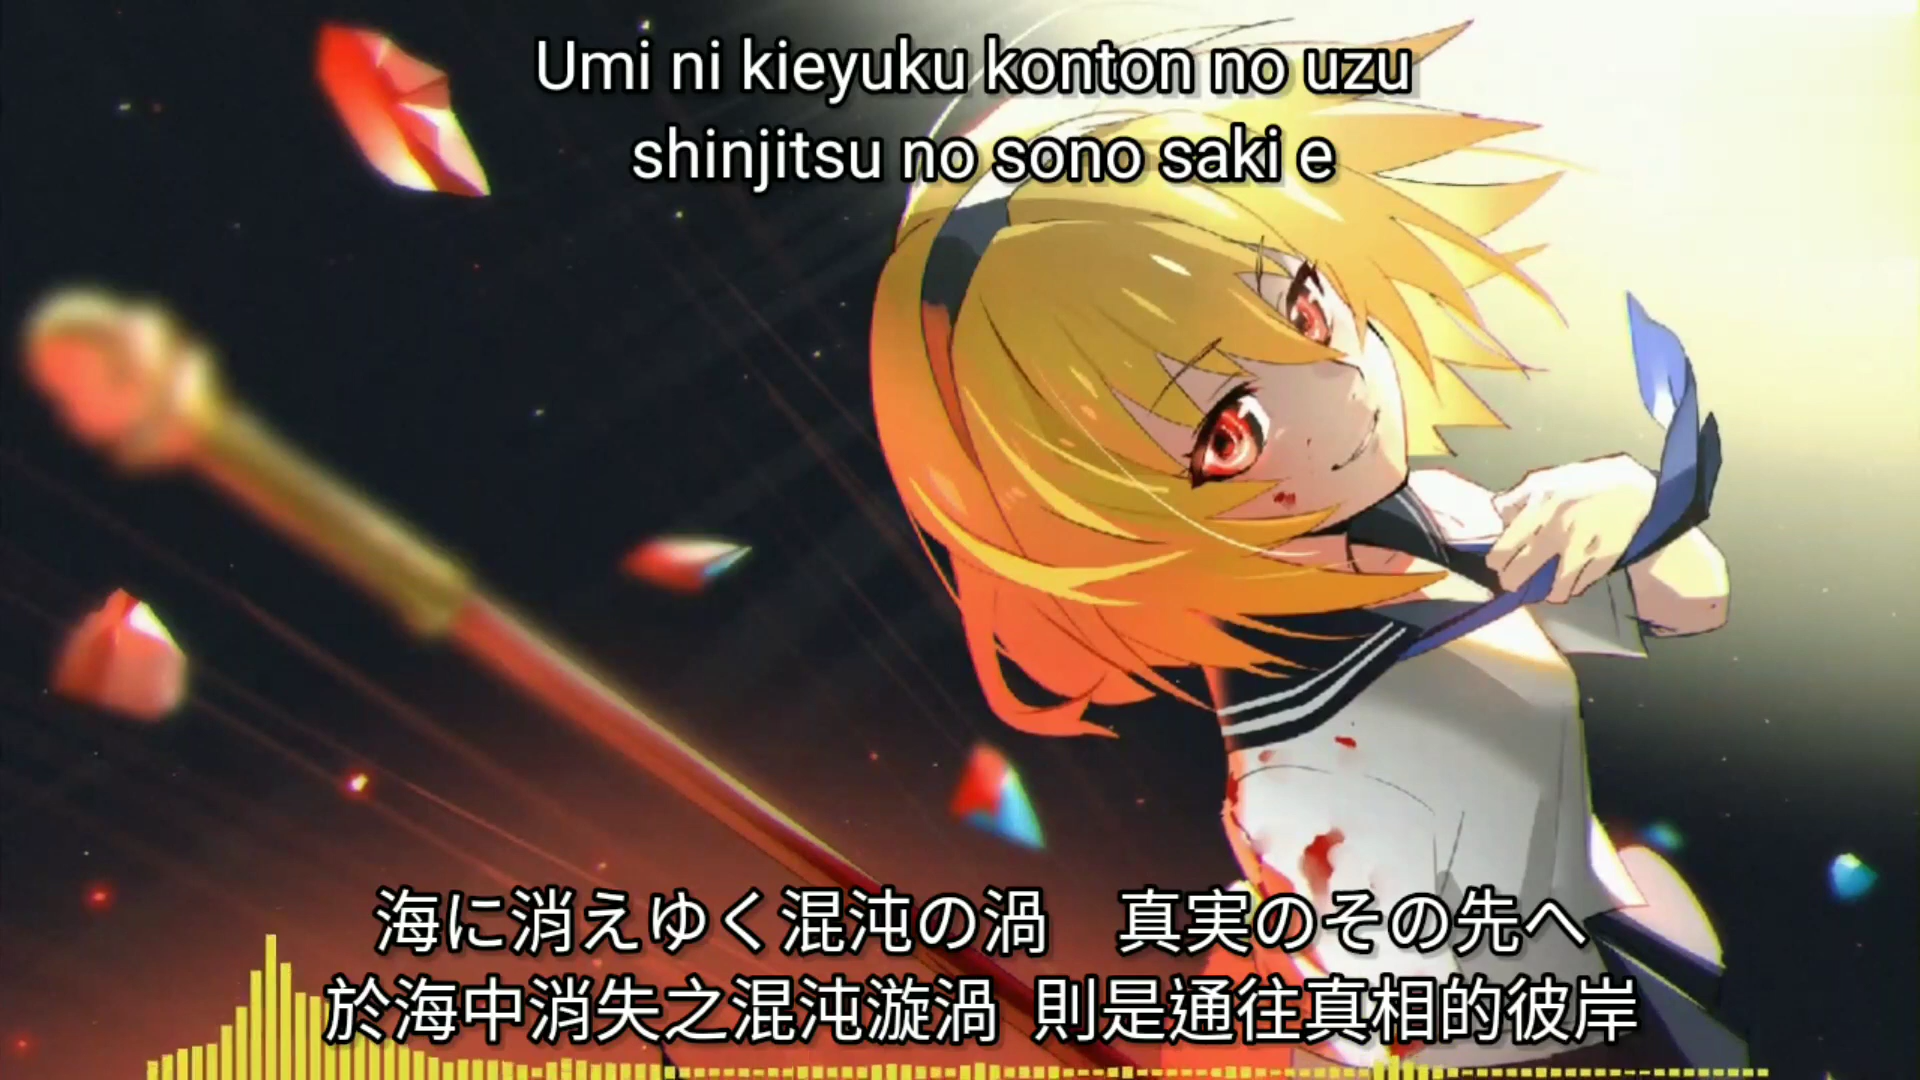 Umi ni kieyuku konton no uzu
shinjitsu no sono saki e
海に消えゆく混沌の渦　真実のその先へ
於海中消失之混沌漩渦 則是通往真相的彼岸